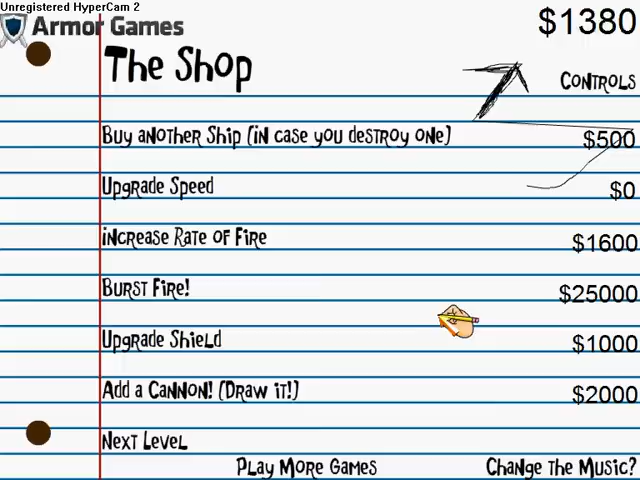 Unregistered HyperCam 2
Armor Games
$1380
The Shop
Controls
Buy another Ship (in case you destroy one) $500
Upgrade Speed $0
Increase Rate of Fire $1600
Burst Fire! $25000
Upgrade Shield $1000
Add a Cannon! (Draw it!) $2000
Next Level
Play More Games
Change the Music?